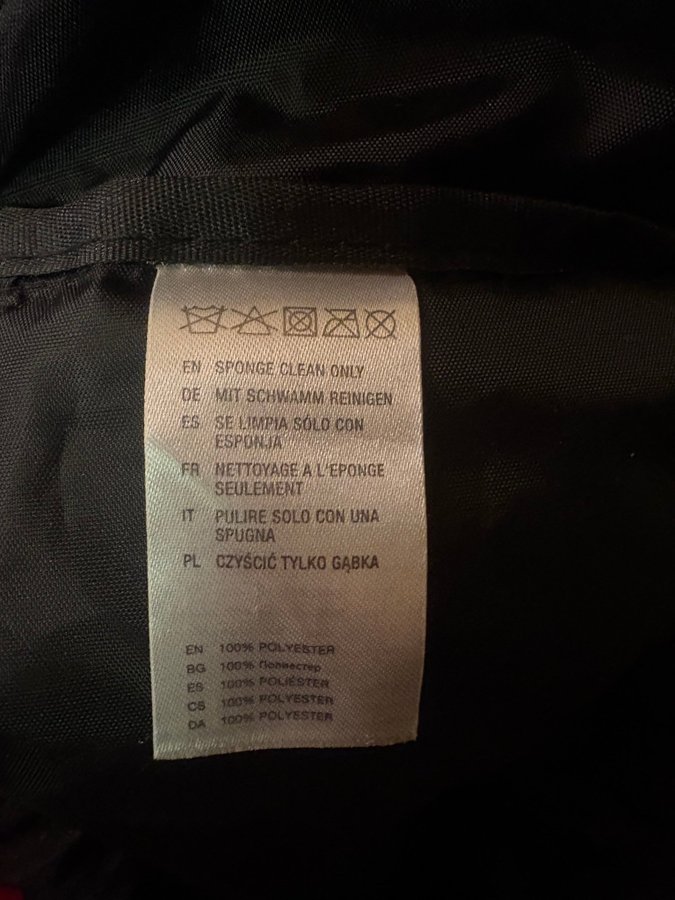 EN SPONGE CLEAN ONLY
DE MIT SCHWAMM REINIGEN
ES SE LIMPIA SÓLO CON
ESPONJA
FR NETTOYAGE A L'EPONGE
SEULEMENT
IT PULIRE SOLO CON UNA
SPUGNA
PL CZYŚCIĆ TYLKO GĄBKA
EN 100% POLYESTER
BG 100% Полиестер
ES 100% POLIÉSTER
CS 100% POLYESTER
DA 100% POLYESTER